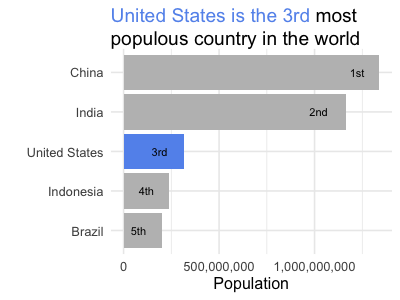 United States is the 3rd most
populous country in the world
China 1st
India 2nd
United States 3rd
Indonesia 4th
Brazil 5th
0 500,000,000 1,000,000,000
Population